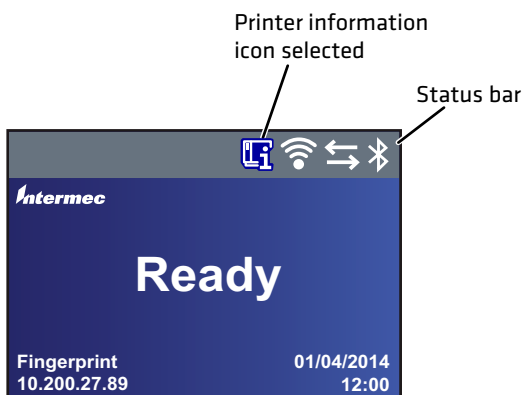 Printer information
icon selected
Status bar
Intermec
Ready
Fingerprint
01/04/2014
10.200.27.89
12:00